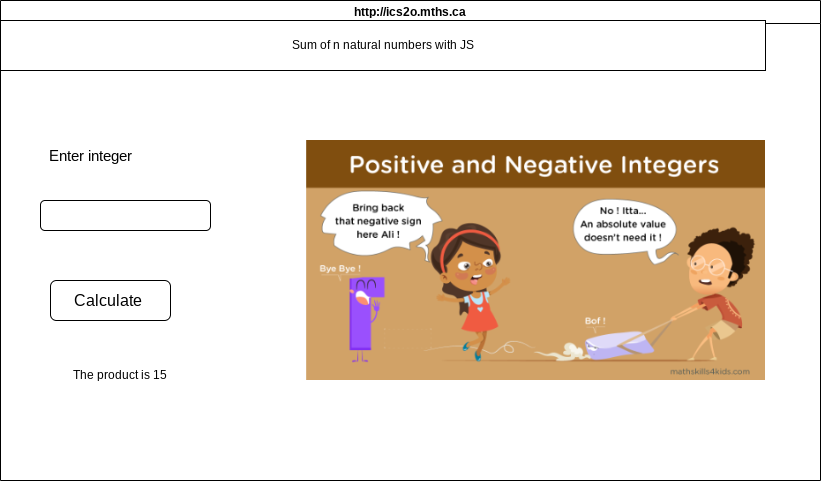 http://ics2o.mths.ca
Sum of n natural numbers with JS
Enter integer
Calculate
The product is 15
Positive and Negative Integers
Bring back
that negative sign
here Ali !
No ! Itta...
An absolute value
doesn't need it !
Bye Bye !
Bof !
mathskills4kids.com